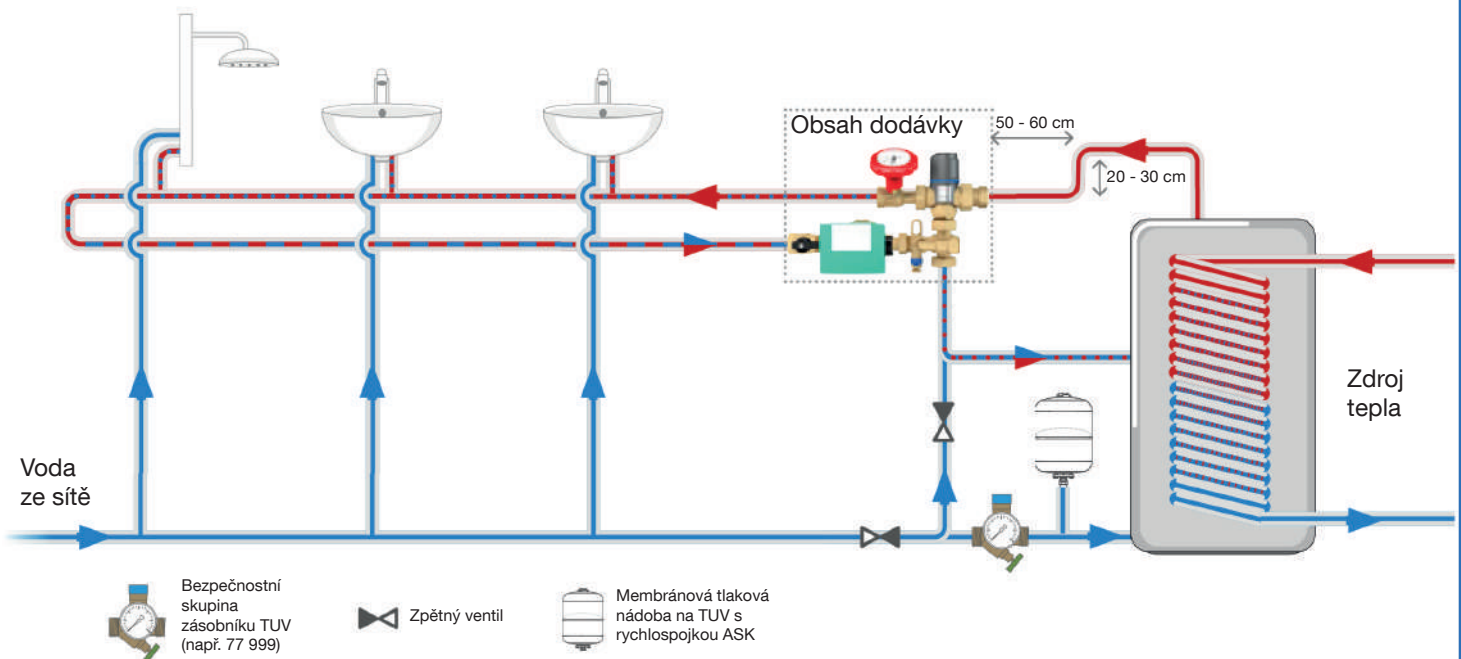 Obsah dodávky
50 - 60 cm
20 - 30 cm
Zdroj
tepla
Voda
ze sítě
Bezpečnostní
skupina
zásobníku TUV
(např. 77 999)
Zpětný ventil
Membránová tlaková
nádoba na TUV s
rychlospojkou ASK